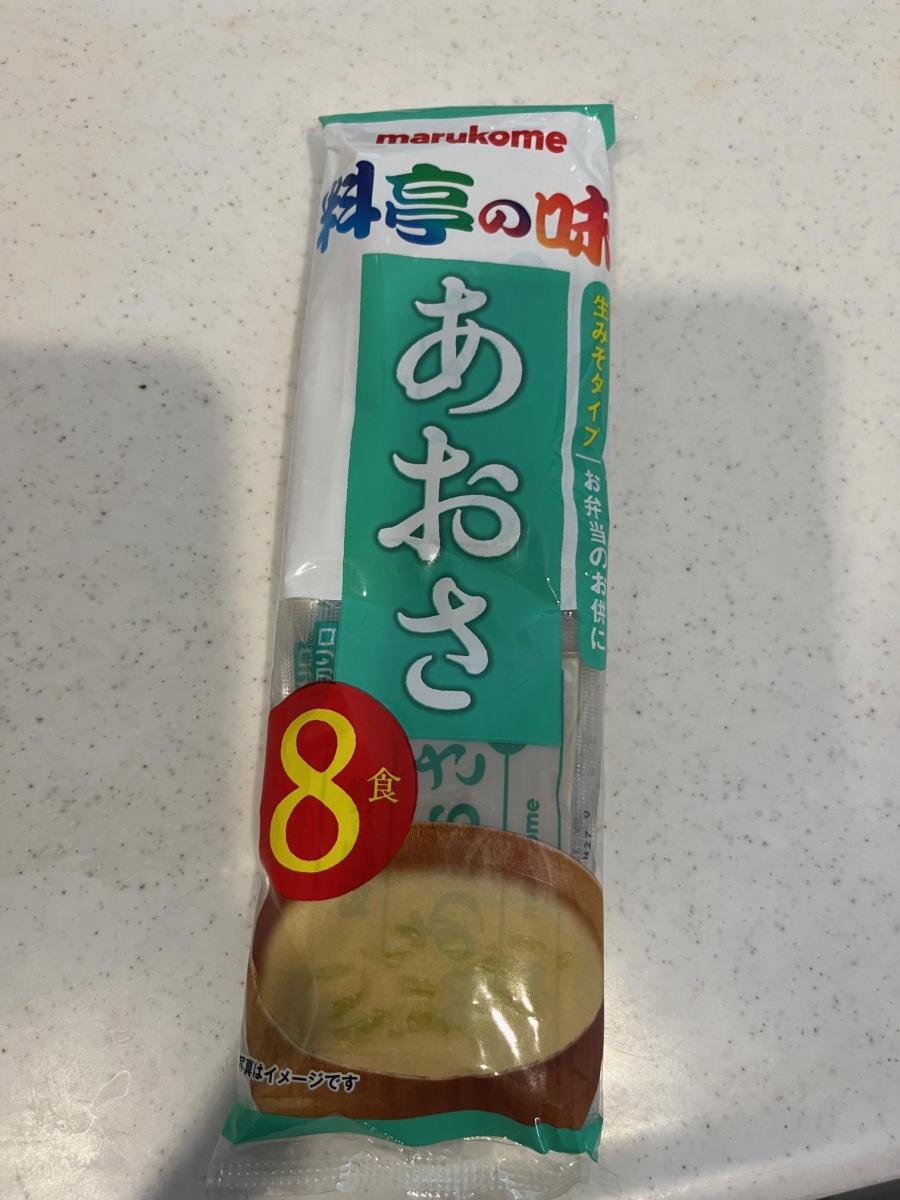 marukome
料亭の味
あおさ
生みそタイプ
お弁当のお供に
8食
写真はイメージです